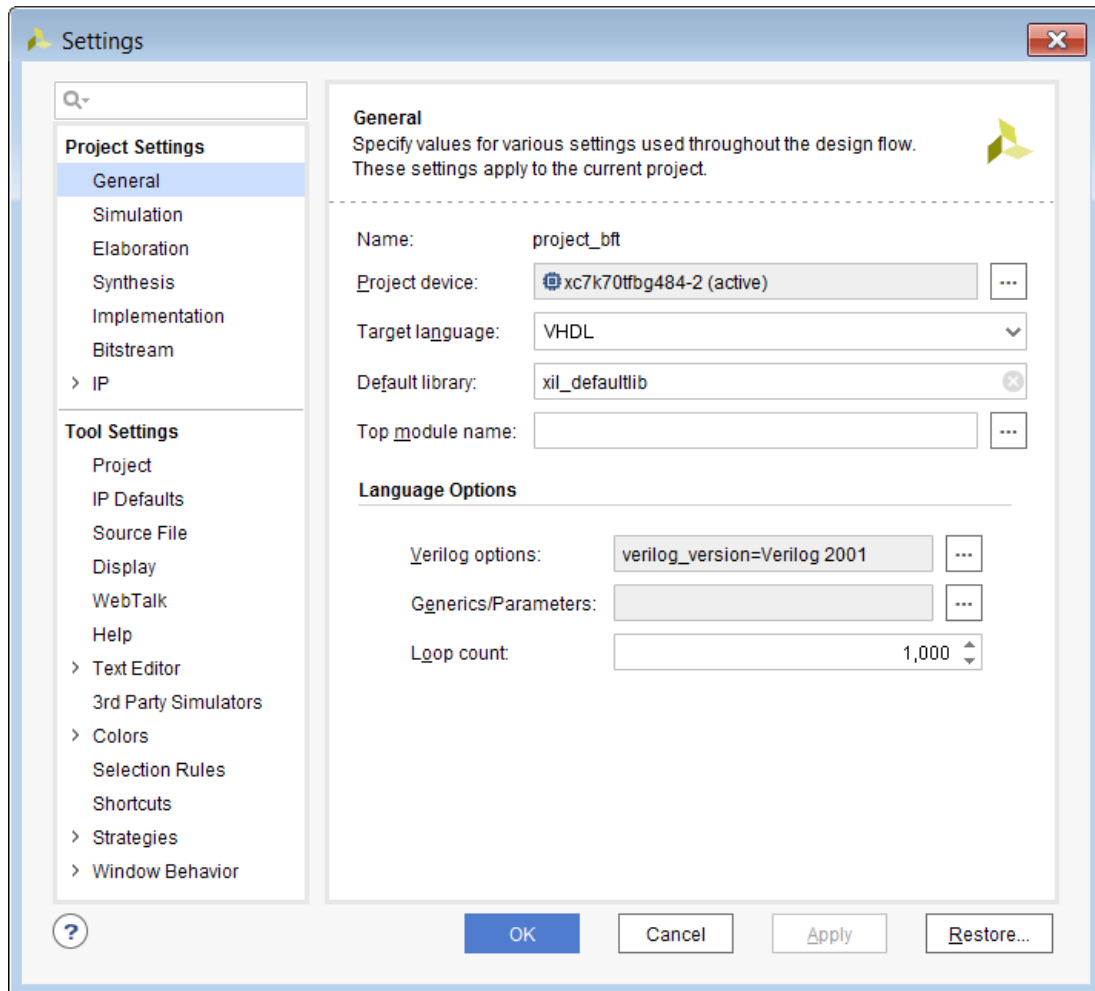 Settings
Project Settings
General
Simulation
Elaboration
Synthesis
Implementation
Bitstream
IP
Tool Settings
Project
IP Defaults
Source File
Display
WebTalk
Help
Text Editor
3rd Party Simulators
Colors
Selection Rules
Shortcuts
Strategies
Window Behavior
General
Specify values for various settings used throughout the design flow.
These settings apply to the current project.
Name: project_bft
Project device: xc7k70tfbg484-2 (active) ...
Target language: VHDL
Default library: xil_defaultlib
Top module name: ...
Language Options
Verilog options: verilog_version=Verilog 2001 ...
Generics/Parameters: ...
Loop count: 1,000
? OK Cancel Apply Restore...